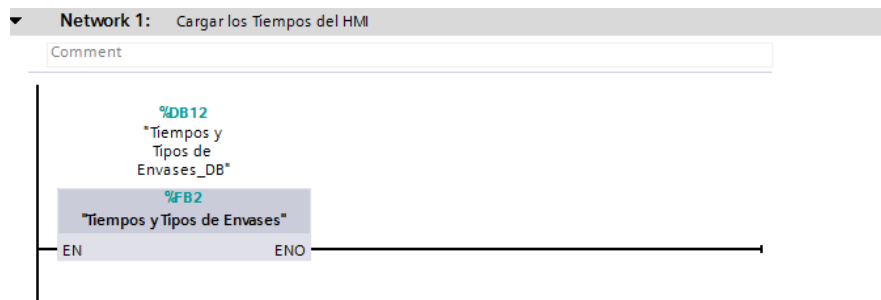 Network 1: Cargar los Tiempos del HMI
Comment
%DB12
"Tiempos y
Tipos de
Envases_DB"
%FB2
"Tiempos y Tipos de Envases"
EN ENO